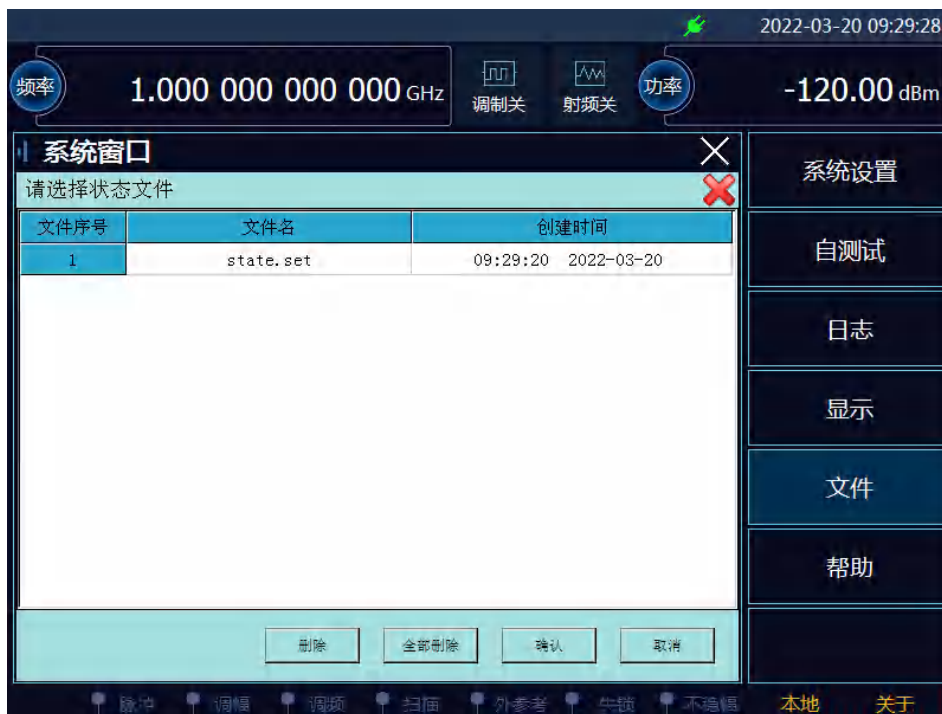 2022-03-20 09:29:28
频率 1.000 000 000 000 GHz 调制关 射频关 功率 -120.00 dBm
系统窗口
请选择状态文件
文件序号 文件名 创建时间
1 state.set 09:29:20 2022-03-20
删除 全部删除 确认 取消
系统设置
自测试
日志
显示
文件
帮助
脉冲 调幅 调频 扫描 外参考 失锁 不稳幅 本地 关于